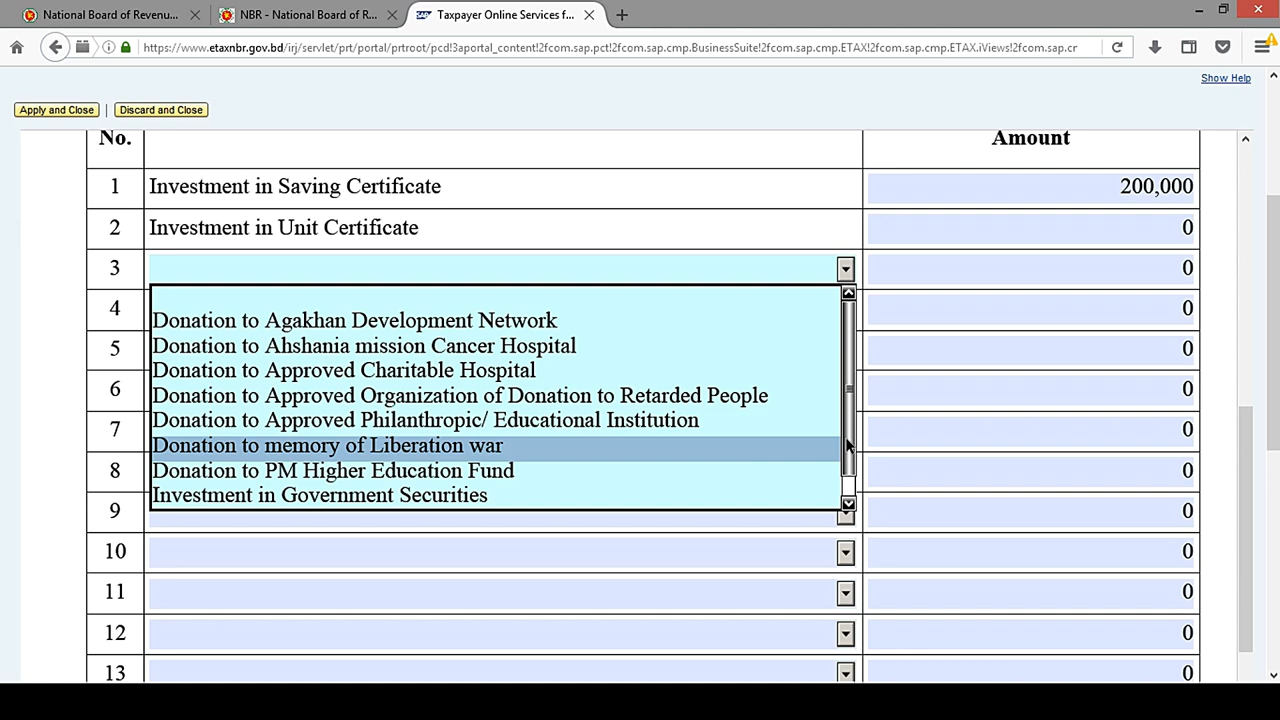 National Board of Revenu...
NBR - National Board of R...
Taxpayer Online Services f...
https://www.etaxnbr.gov.bd/irj/servlet/prt/portal/prtroot/pcd!3aportal_content!2fcom.sap.pct!2fcom.sap.cmp.BusinessSuite!2fcom.sap.cmp.ETAX!2fcom.sap.cmp.ETAX.iViews!2fcom.sap.cr
Show Help
Apply and Close | Discard and Close
No. Amount
1 Investment in Saving Certificate 200,000
2 Investment in Unit Certificate 0
3 0
4 0
Donation to Agakhan Development Network
Donation to Ahshania mission Cancer Hospital
5 0
Donation to Approved Charitable Hospital
6 Donation to Approved Organization of Donation to Retarded People 0
Donation to Approved Philanthropic/ Educational Institution
7 0
Donation to memory of Liberation war
8 Donation to PM Higher Education Fund 0
Investment in Government Securities
9 0
10 0
11 0
12 0
13 0